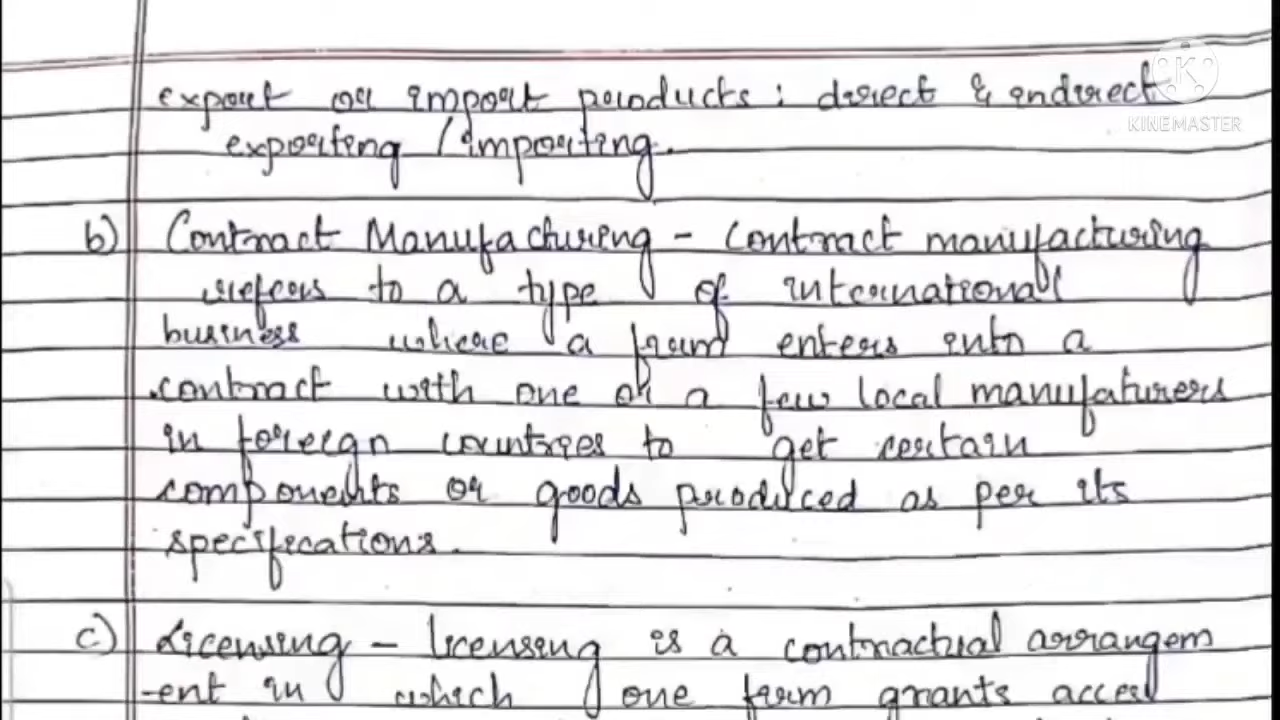 export or import products : direct & indirect
exporting / importing.
b) Contract Manufacturing - contract manufacturing
refers to a type of international
business where a firm enters into a
contract with one or a few local manufaturers
in foreign countries to get certain
components or goods produced as per its
specifications.
c) Licensing - licensing is a contractual arrangem
-ent in which one firm grants access
KINEMASTER